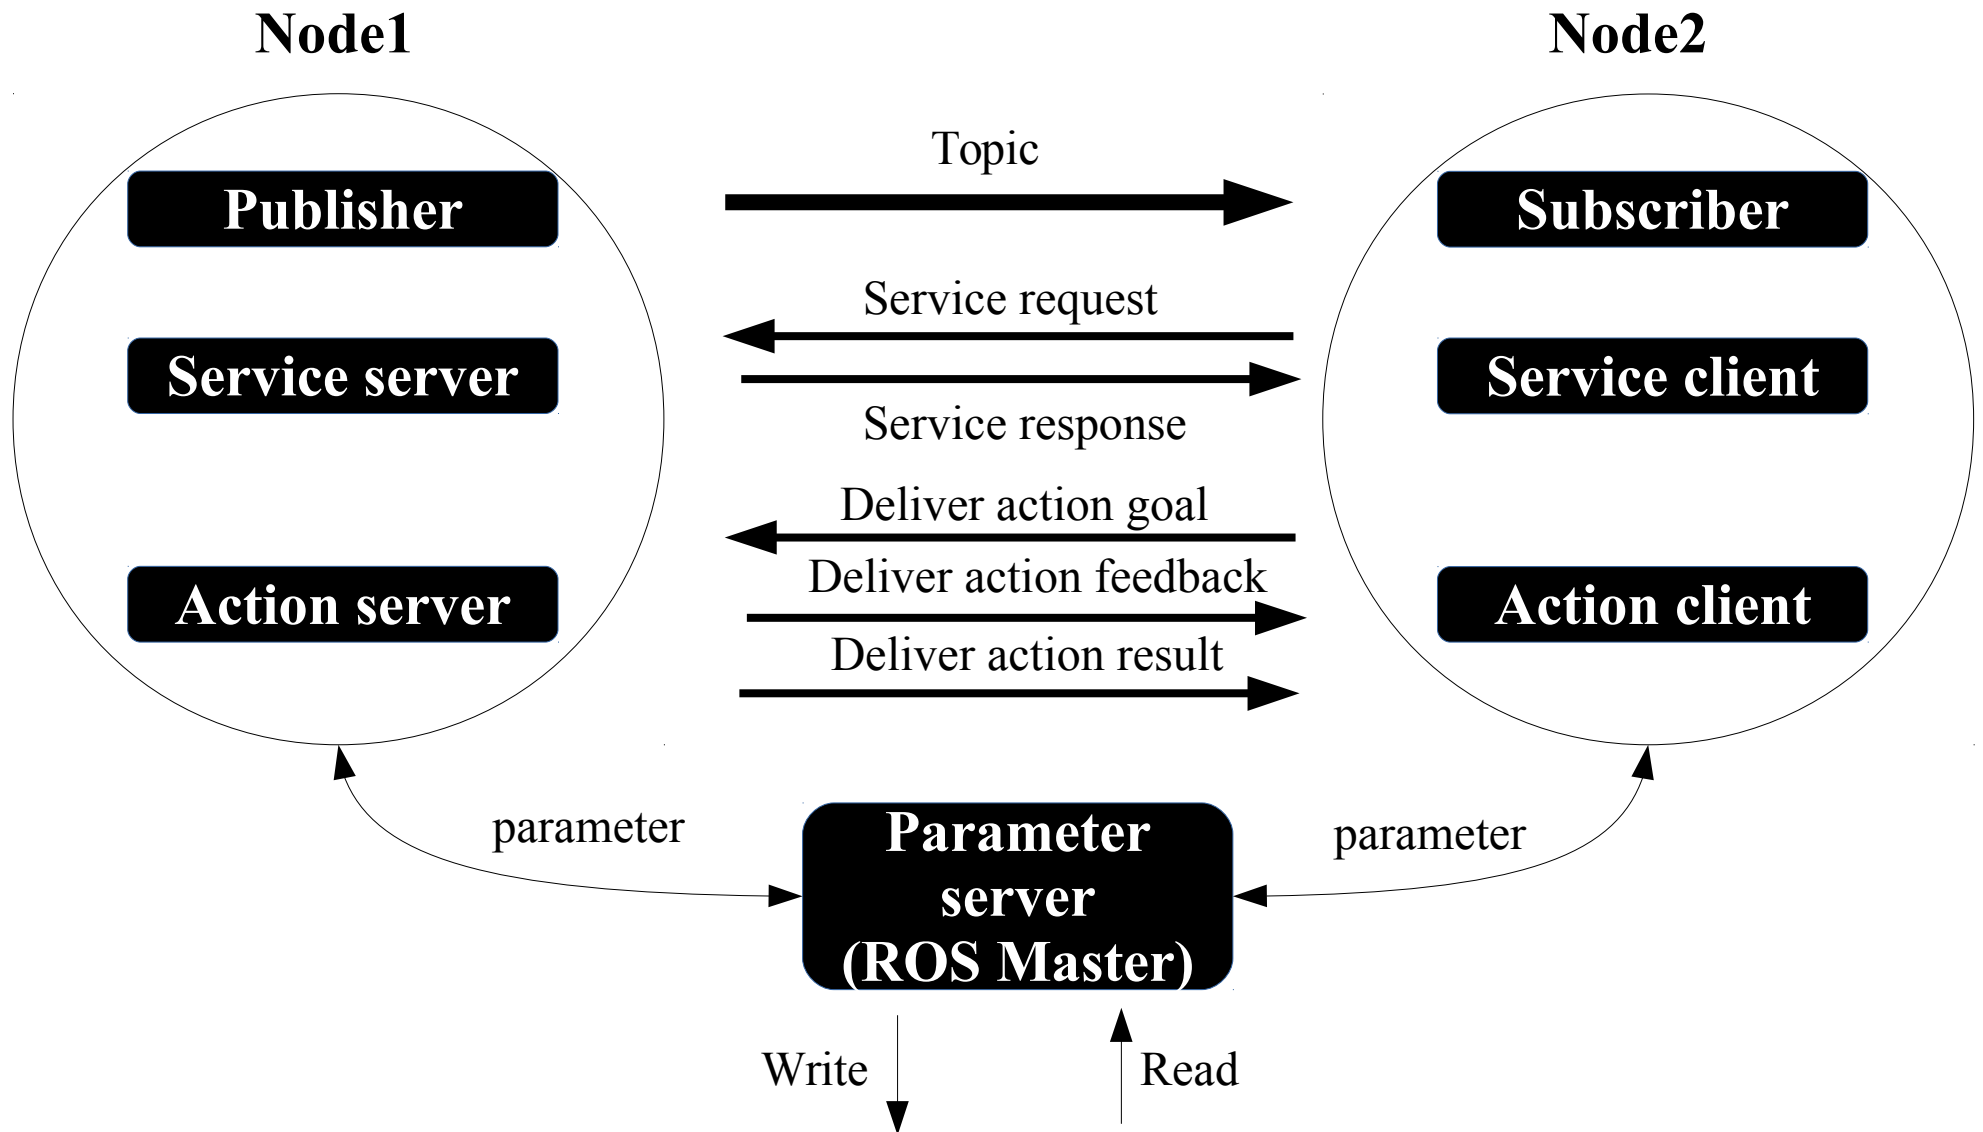 Node1
Node2
Topic
Publisher
Subscriber
Service request
Service server
Service client
Service response
Deliver action goal
Deliver action feedback
Action server
Action client
Deliver action result
parameter
Parameter
server
(ROS Master)
parameter
Write
Read